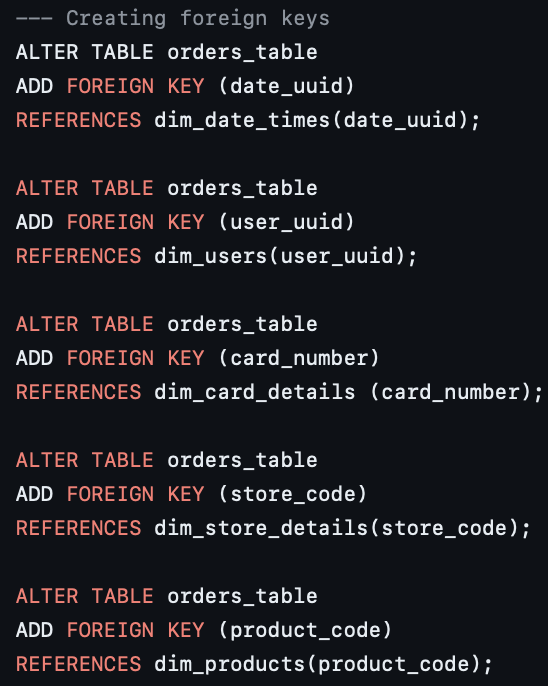 --- Creating foreign keys
ALTER TABLE orders_table
ADD FOREIGN KEY (date_uuid)
REFERENCES dim_date_times(date_uuid);
ALTER TABLE orders_table
ADD FOREIGN KEY (user_uuid)
REFERENCES dim_users(user_uuid);
ALTER TABLE orders_table
ADD FOREIGN KEY (card_number)
REFERENCES dim_card_details (card_number);
ALTER TABLE orders_table
ADD FOREIGN KEY (store_code)
REFERENCES dim_store_details(store_code);
ALTER TABLE orders_table
ADD FOREIGN KEY (product_code)
REFERENCES dim_products(product_code);